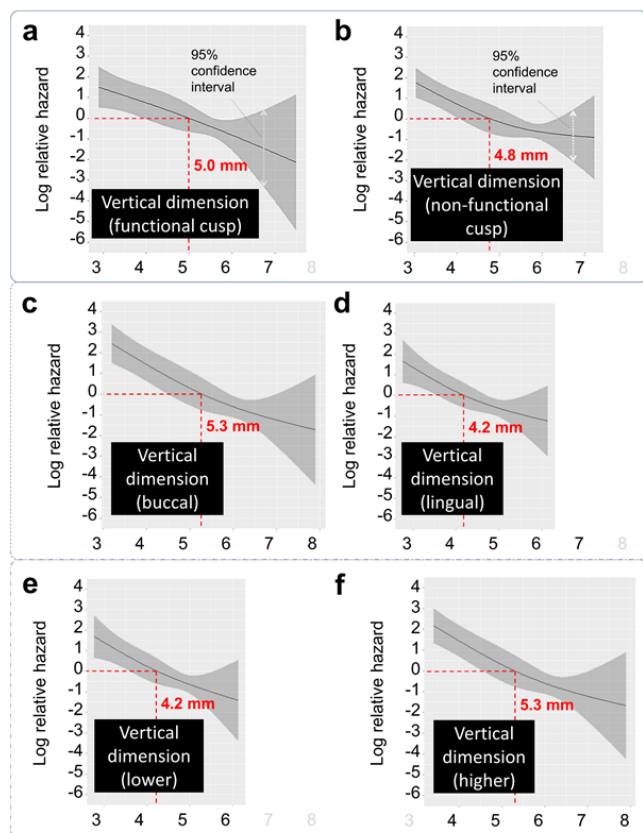 a
b
4
3
2
1
0
-1
-2
-3
-4
-5
-6
Log relative hazard
95%
confidence
interval
5.0 mm
Vertical dimension
(functional cusp)
3 4 5 6 7 8
4
3
2
1
0
-1
-2
-3
-4
-5
-6
Log relative hazard
95%
confidence
interval
4.8 mm
Vertical dimension
(non-functional
cusp)
3 4 5 6 7 8
c
d
4
3
2
1
0
-1
-2
-3
-4
-5
-6
Log relative hazard
5.3 mm
Vertical
dimension
(buccal)
3 4 5 6 7 8
4
3
2
1
0
-1
-2
-3
-4
-5
-6
Log relative hazard
4.2 mm
Vertical
dimension
(lingual)
3 4 5 6 7 8
e
f
4
3
2
1
0
-1
-2
-3
-4
-5
-6
Log relative hazard
4.2 mm
Vertical
dimension
(lower)
3 4 5 6 7 8
4
3
2
1
0
-1
-2
-3
-4
-5
-6
Log relative hazard
5.3 mm
Vertical
dimension
(higher)
3 4 5 6 7 8